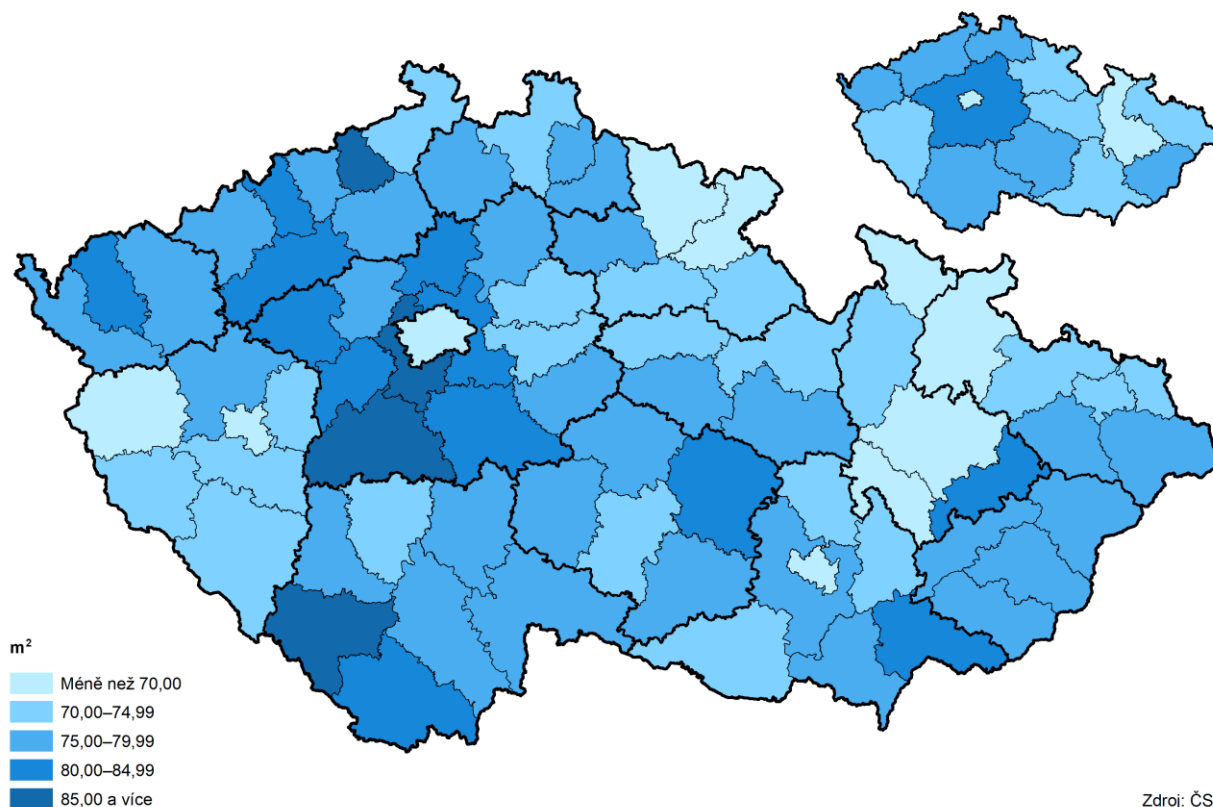 m²
Méně než 70,00
70,00–74,99
75,00–79,99
80,00–84,99
85,00 a více
Zdroj: ČS